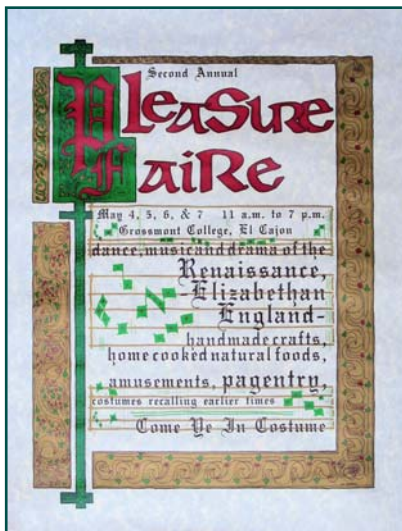 Second Annual
Pleasure
Faire
May 4, 5, 6, & 7 11 a.m. to 7 p.m.
Grossmont College, El Cajon
dance, music and drama of the
Renaissance,
-Elizabethan
England-
handmade crafts,
home cooked natural foods,
amusements, pagentry,
costumes recalling earlier times
Come Ye In Costume